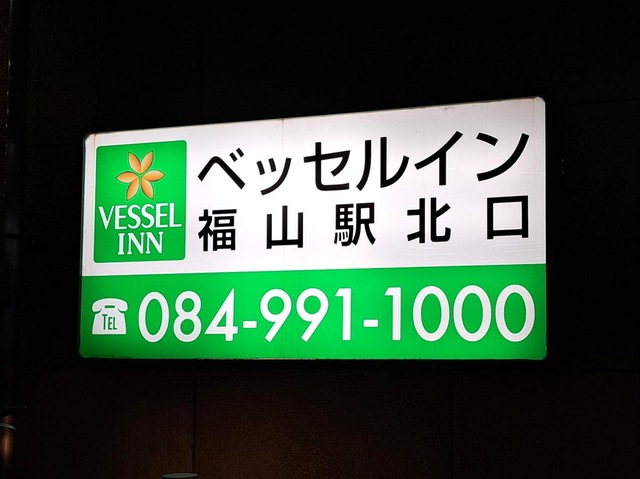 VESSEL
INN
ベッセルイン
福山駅北口
TEL
084-991-1000